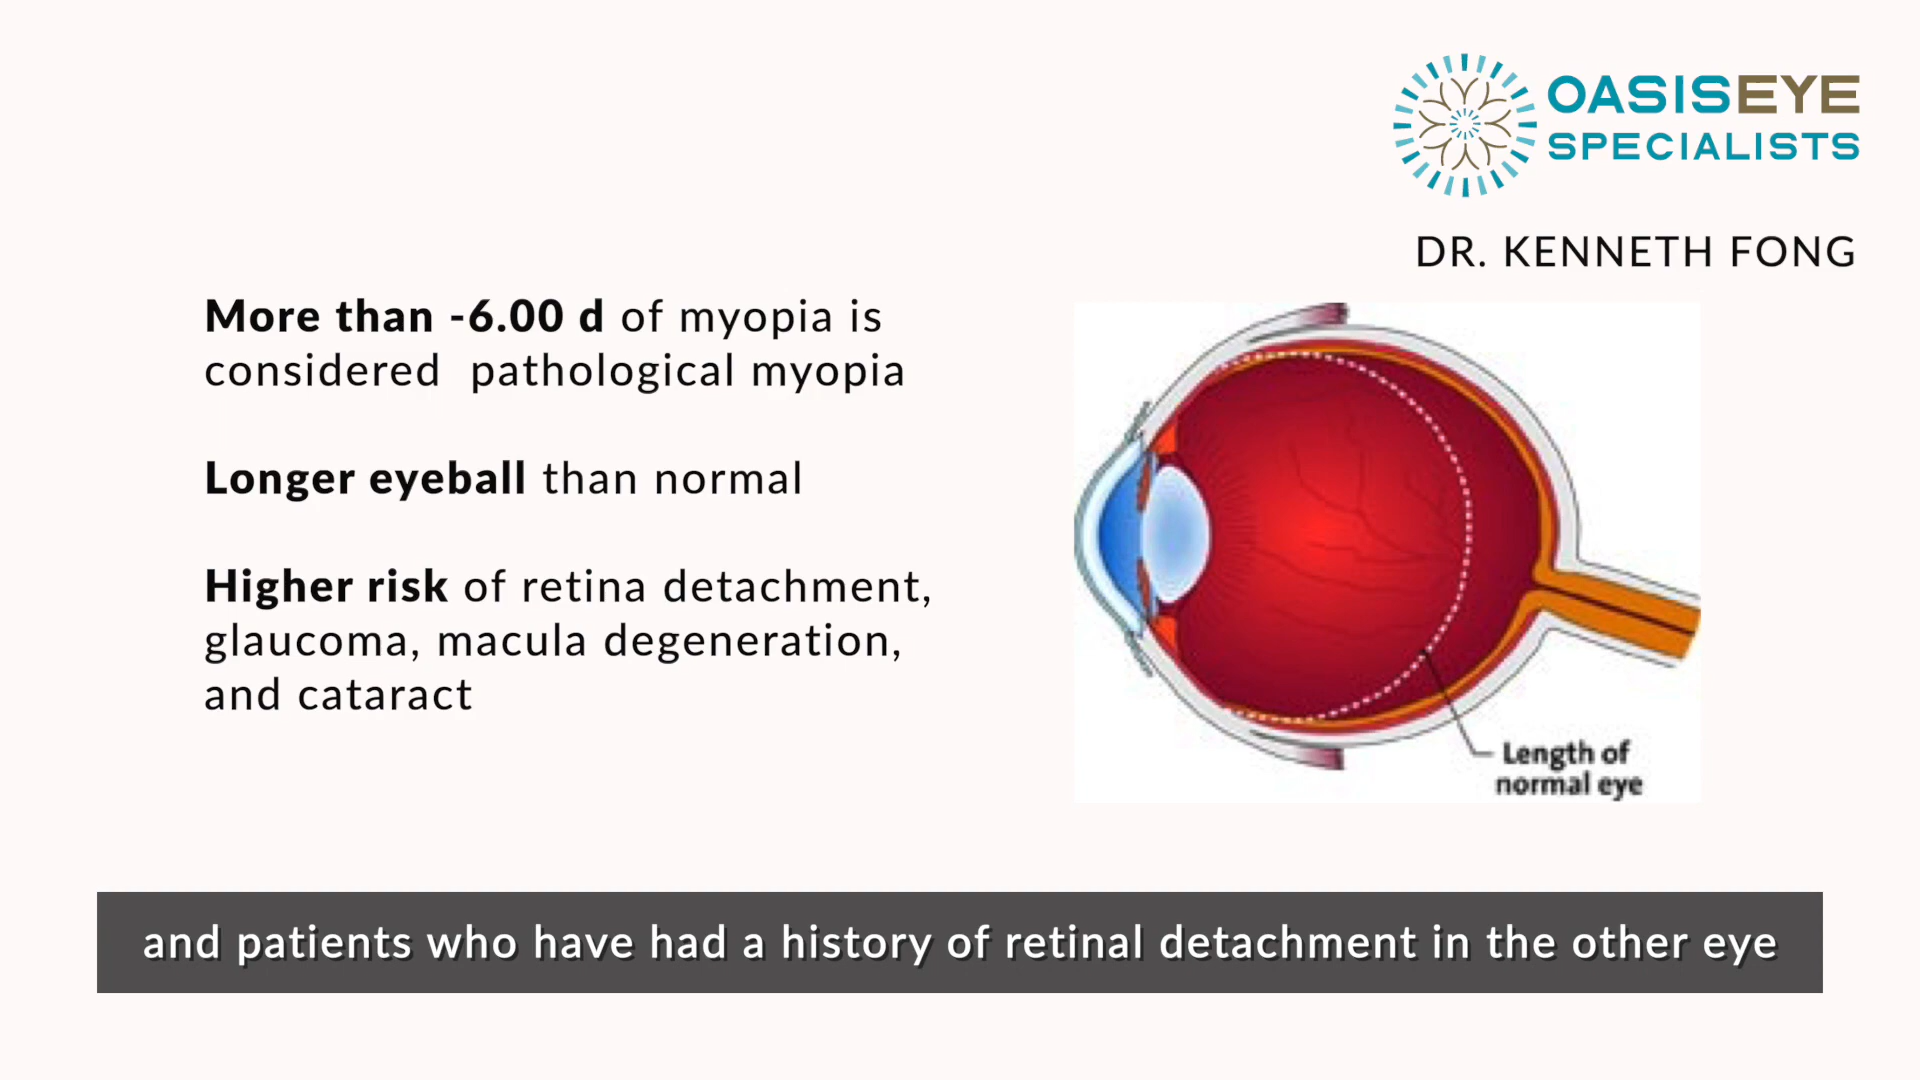 OASISEYE
SPECIALISTS
DR. KENNETH FONG
More than -6.00 d of myopia is
considered pathological myopia
Longer eyeball than normal
Higher risk of retina detachment,
glaucoma, macula degeneration,
and cataract
Length of
normal eye
and patients who have had a history of retinal detachment in the other eye